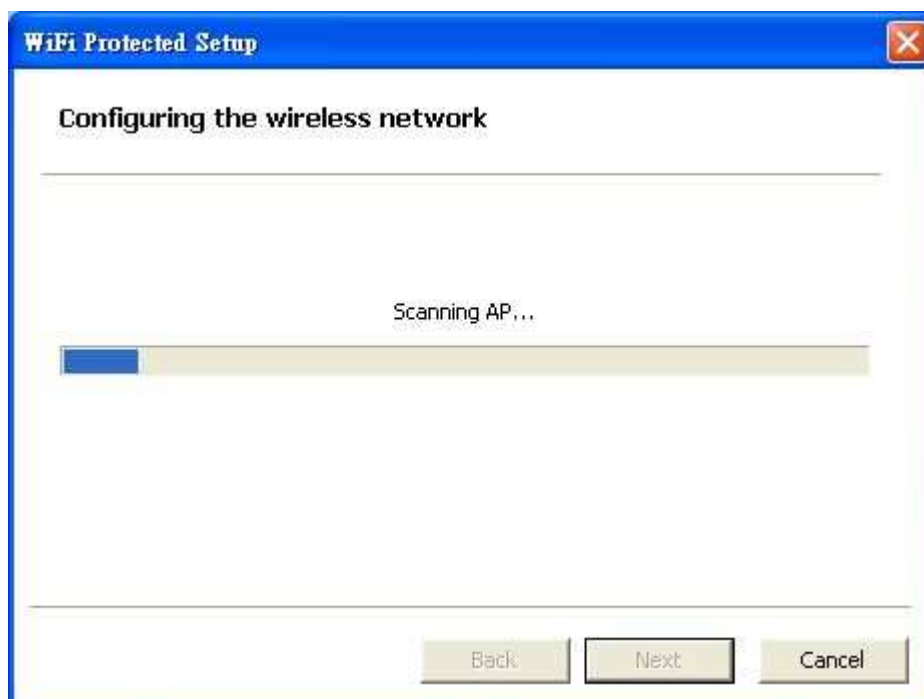 WiFi Protected Setup
Configuring the wireless network
Scanning AP...
Back Next Cancel